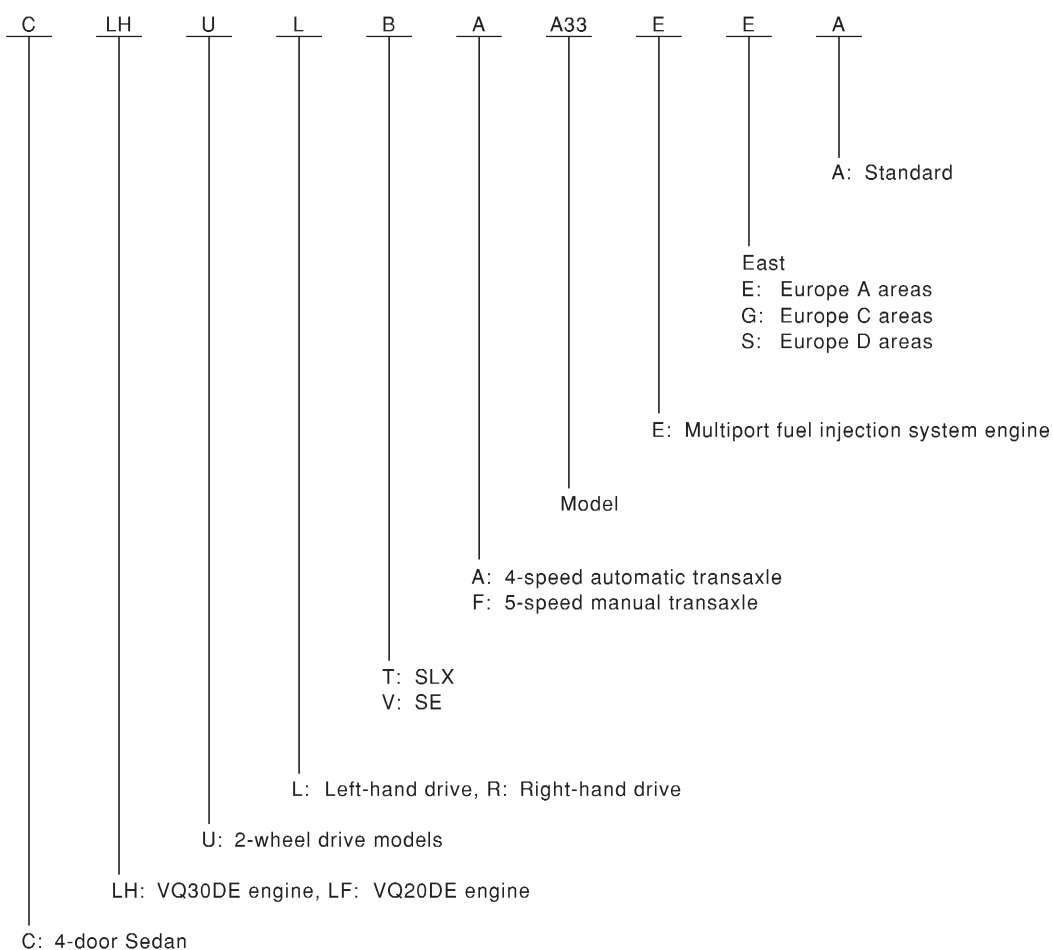 C LH U L B A A33 E E A
A: Standard
East
E: Europe A areas
G: Europe C areas
S: Europe D areas
E: Multiport fuel injection system engine
Model
A: 4-speed automatic transaxle
F: 5-speed manual transaxle
T: SLX
V: SE
L: Left-hand drive, R: Right-hand drive
U: 2-wheel drive models
LH: VQ30DE engine, LF: VQ20DE engine
C: 4-door Sedan